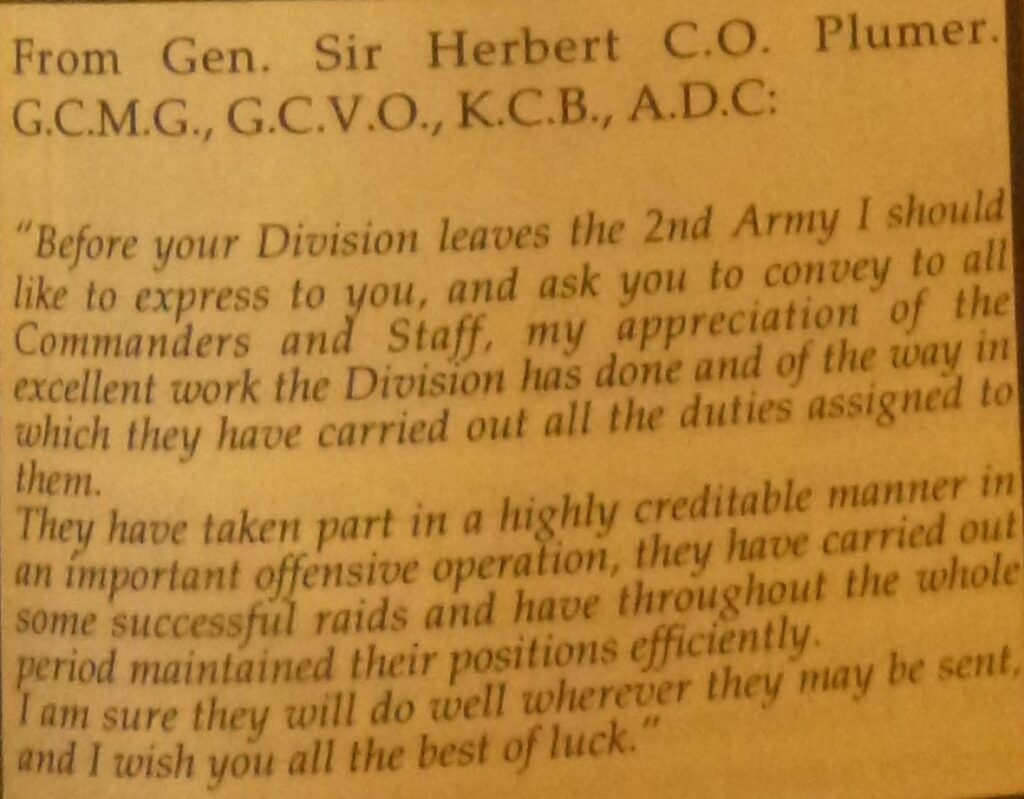 From Gen. Sir Herbert C.O. Plumer.
G.C.M.G., G.C.V.O., K.C.B., A.D.C:
“Before your Division leaves the 2nd Army I should
like to express to you, and ask you to convey to all
Commanders and Staff, my appreciation of the
excellent work the Division has done and of the way in
which they have carried out all the duties assigned to
them.
They have taken part in a highly creditable manner in
an important offensive operation, they have carried out
some successful raids and have throughout the whole
period maintained their positions efficiently.
I am sure they will do well wherever they may be sent,
and I wish you all the best of luck.”